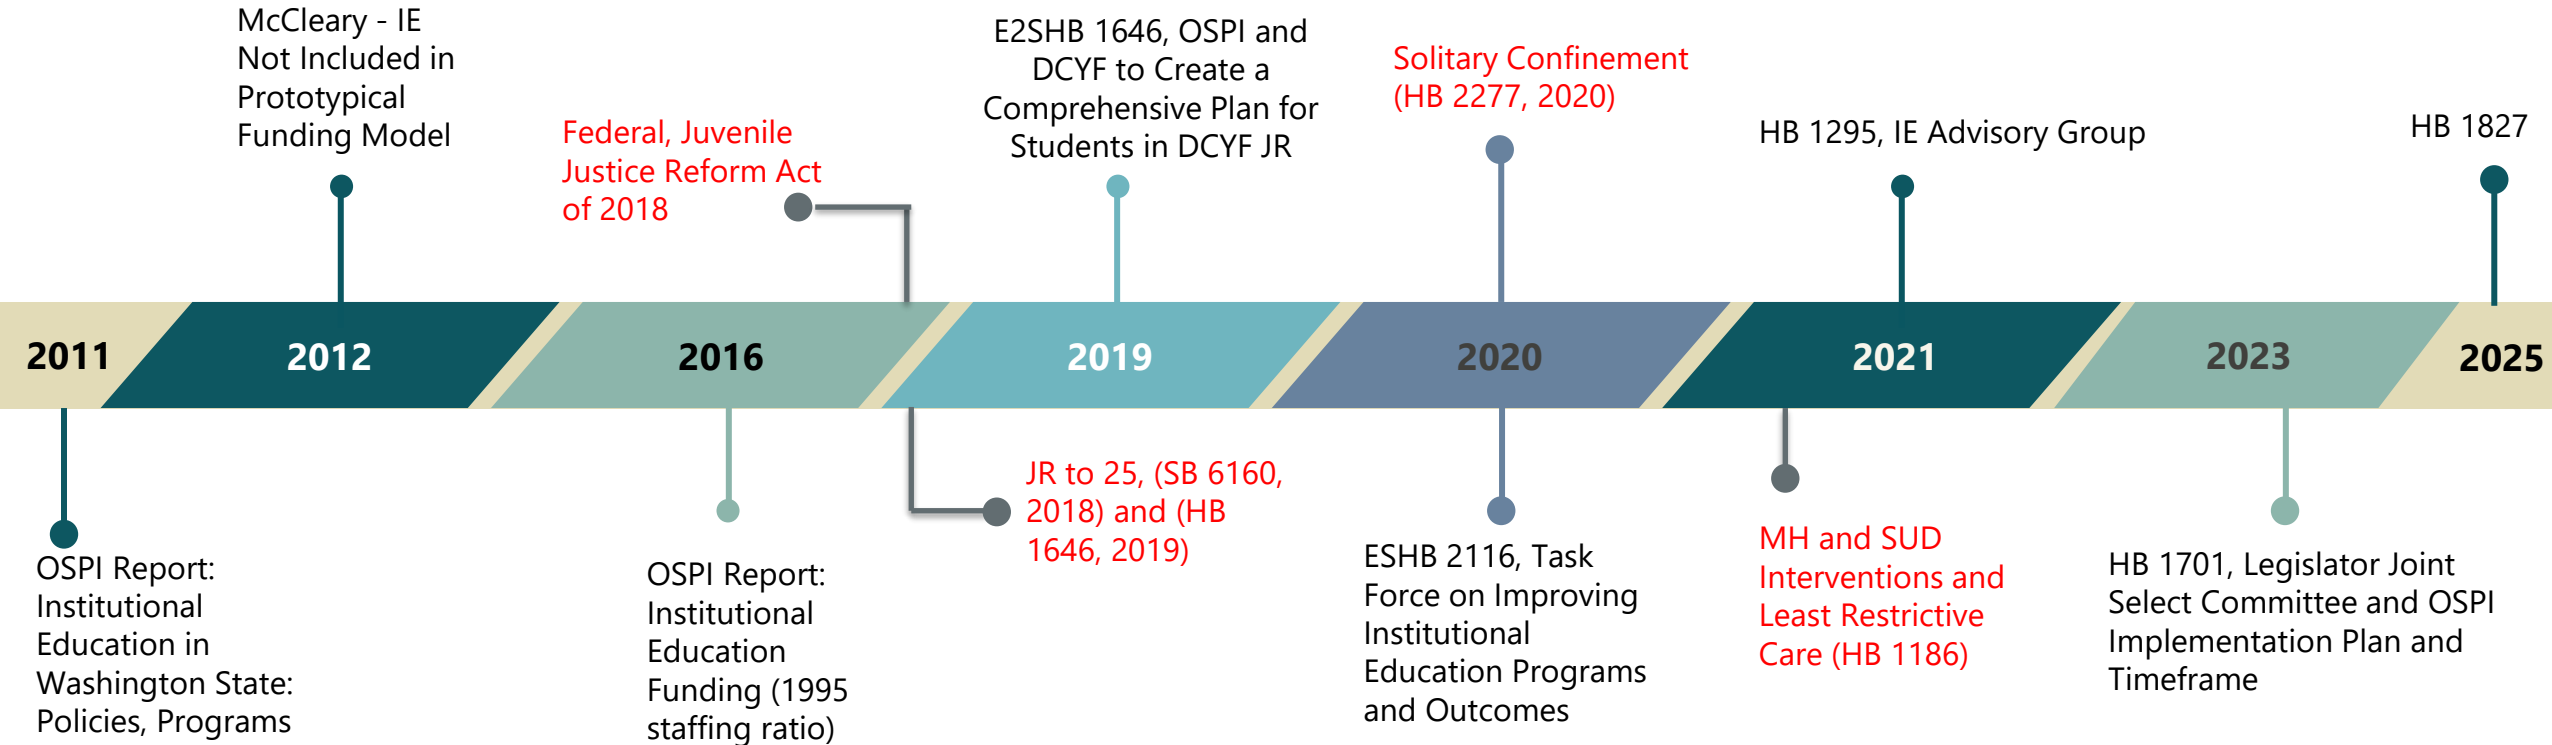 McCleary - IE
Not Included in
Prototypical
Funding Model
Federal, Juvenile
Justice Reform Act
of 2018
E2SHB 1646, OSPI and
DCYF to Create a
Comprehensive Plan for
Students in DCYF JR
Solitary Confinement
(HB 2277, 2020)
HB 1295, IE Advisory Group
HB 1827
2011
2012
2016
2019
2020
2021
2023
2025
OSPI Report:
Institutional
Education in
Washington State:
Policies, Programs
OSPI Report:
Institutional
Education
Funding (1995
staffing ratio)
JR to 25, (SB 6160,
2018) and (HB
1646, 2019)
ESHB 2116, Task
Force on Improving
Institutional
Education Programs
and Outcomes
MH and SUD
Interventions and
Least Restrictive
Care (HB 1186)
HB 1701, Legislator Joint
Select Committee and OSPI
Implementation Plan and
Timeframe